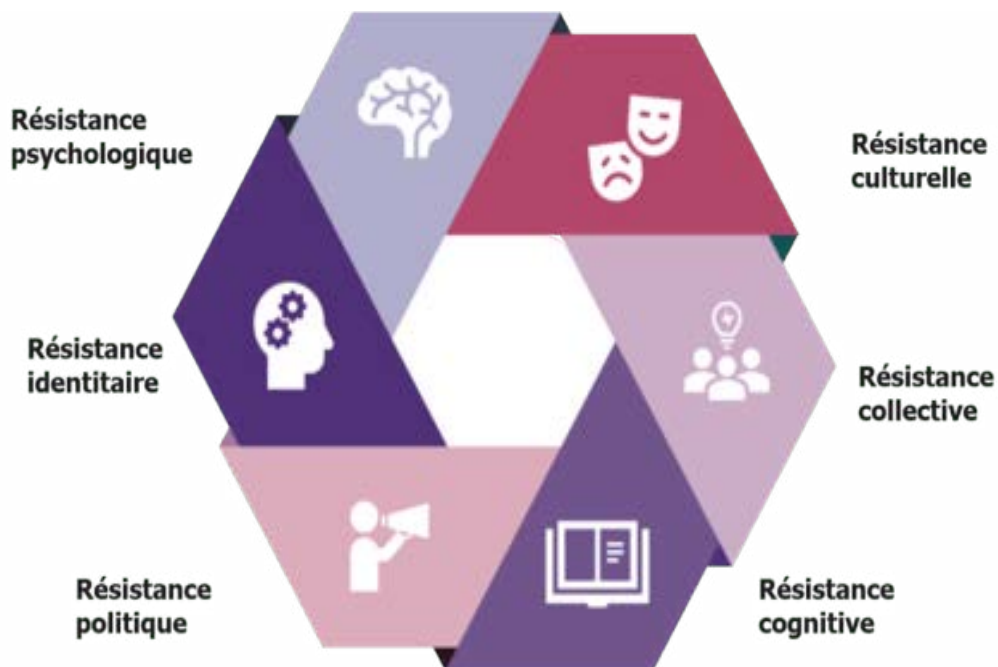 Résistance
psychologique
Résistance
culturelle
Résistance
identitaire
Résistance
collective
Résistance
politique
Résistance
cognitive